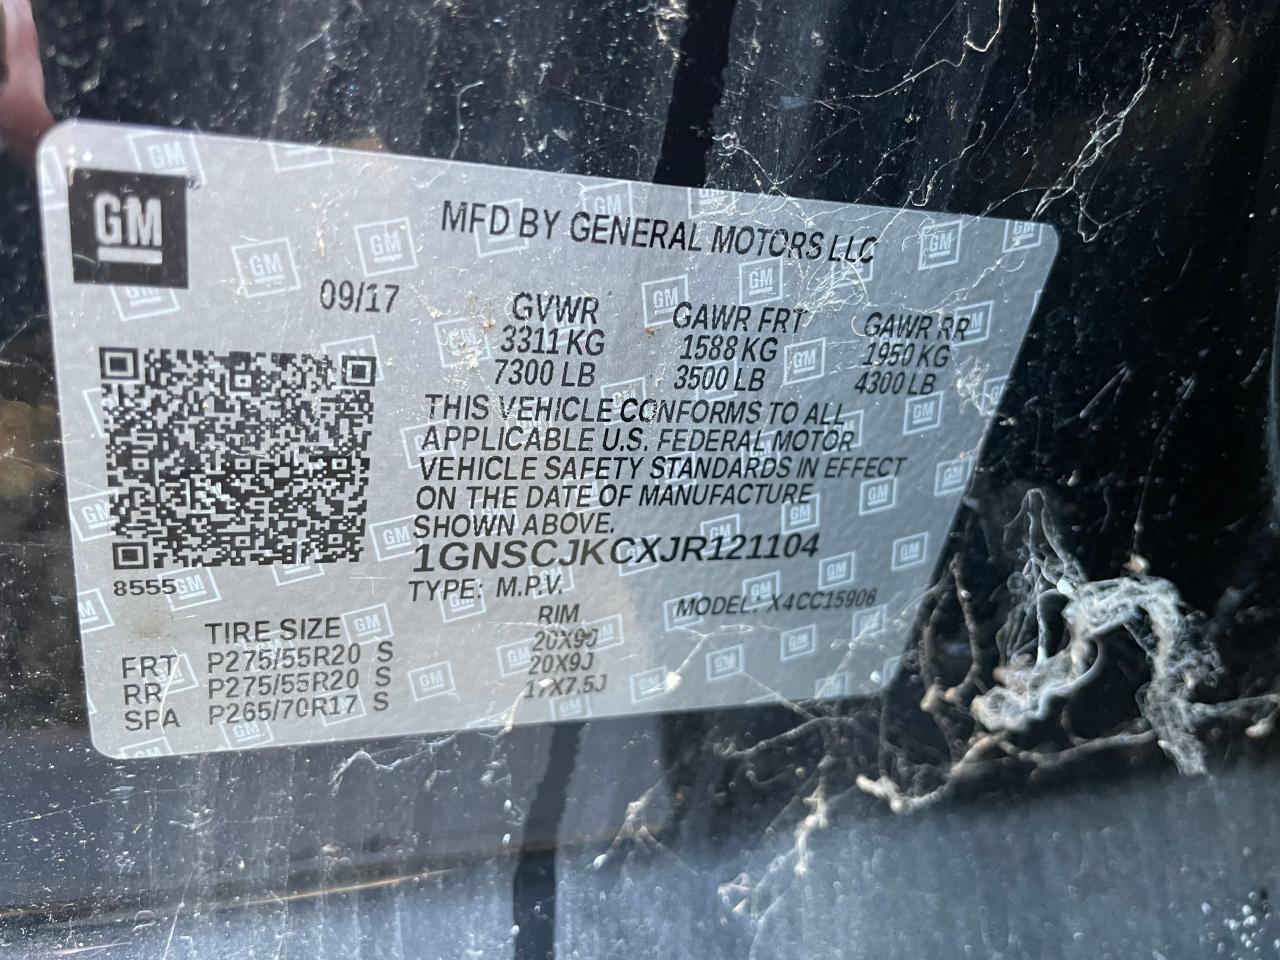 GM
MFD BY GENERAL MOTORS LLC
09/17
GVWR GAWR FRT GAWR RR
3311 KG 1588 KG 1950 KG
7300 LB 3500 LB 4300 LB
THIS VEHICLE CONFORMS TO ALL
APPLICABLE U.S. FEDERAL MOTOR
VEHICLE SAFETY STANDARDS IN EFFECT
ON THE DATE OF MANUFACTURE
SHOWN ABOVE.
1GNSCJKCXJR121104
8555
TYPE: M.P.V. MODEL: X4CC15906
TIRE SIZE RIM
FRT P275/55R20 S 20X9J
RR P275/55R20 S 20X9J
SPA P265/70R17 S 17X7.5J